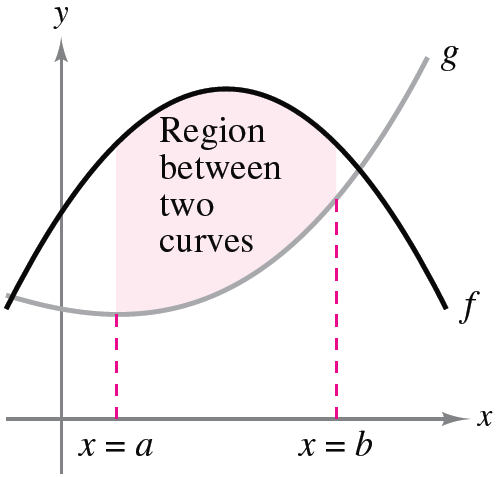 y
g
Region
between
two
curves
f
x
x = a
x = b